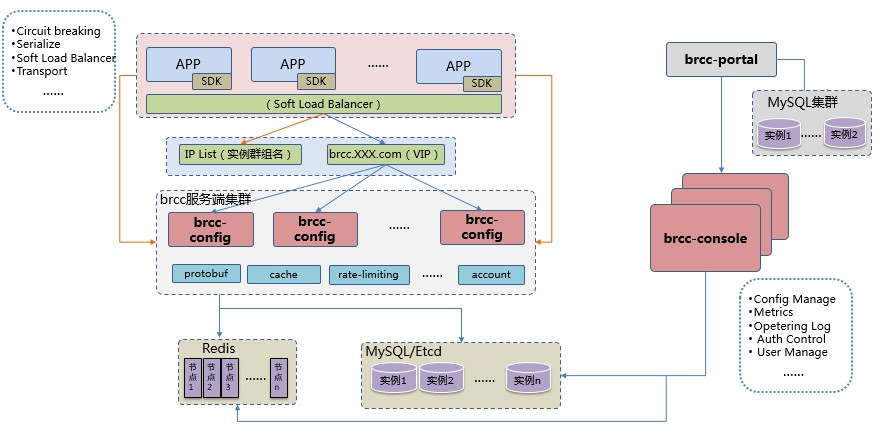 •Circuit breaking
•Serialize
•Soft Load Balancer
•Transport
......
APP
SDK
APP
SDK
......
APP
SDK
（Soft Load Balancer）
IP List（实例群组名）
brcc.XXX.com（VIP）
brcc服务端集群
brcc-
config
brcc-
config
......
brcc-
config
protobuf
cache
rate-limiting
......
account
Redis
节点1
节点2
节点3
......
节点n
MySQL/Etcd
实例1
实例2
......
实例n
brcc-portal
MySQL集群
实例1
......
实例2
brcc-console
•Config Manage
•Metrics
•Opetering Log
• Auth Control
• User Manage
......